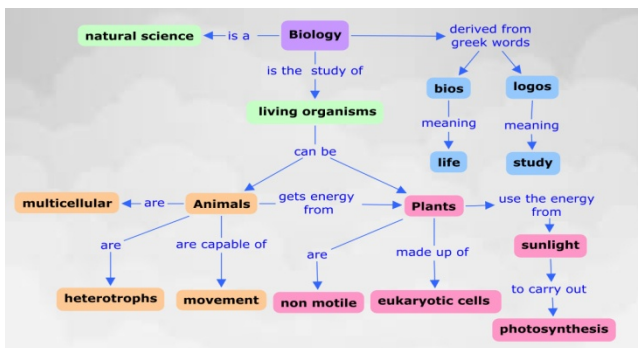 natural science
is a
Biology
derived from
greek words
is the study of
bios
logos
living organisms
meaning
meaning
life
study
can be
multicellular
are
Animals
gets energy
from
Plants
use the energy
from
are
are capable of
are
made up of
sunlight
heterotrophs
movement
non motile
eukaryotic cells
to carry out
photosynthesis